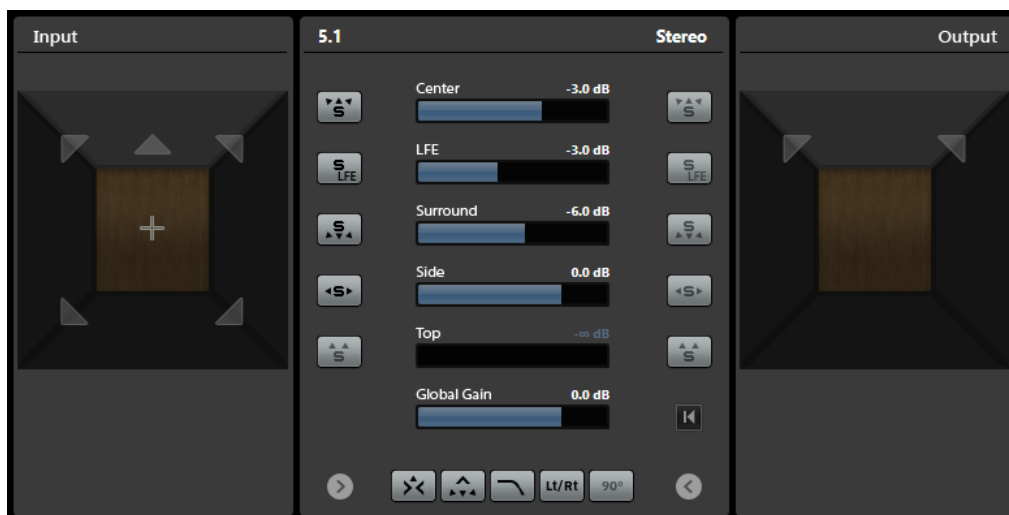 Input
5.1 Stereo
Output
Center -3.0 dB
S S
LFE -3.0 dB
S LFE S LFE
Surround -6.0 dB
S S
Side 0.0 dB
S S
Top -∞ dB
S S
Global Gain 0.0 dB
Lt/Rt 90°